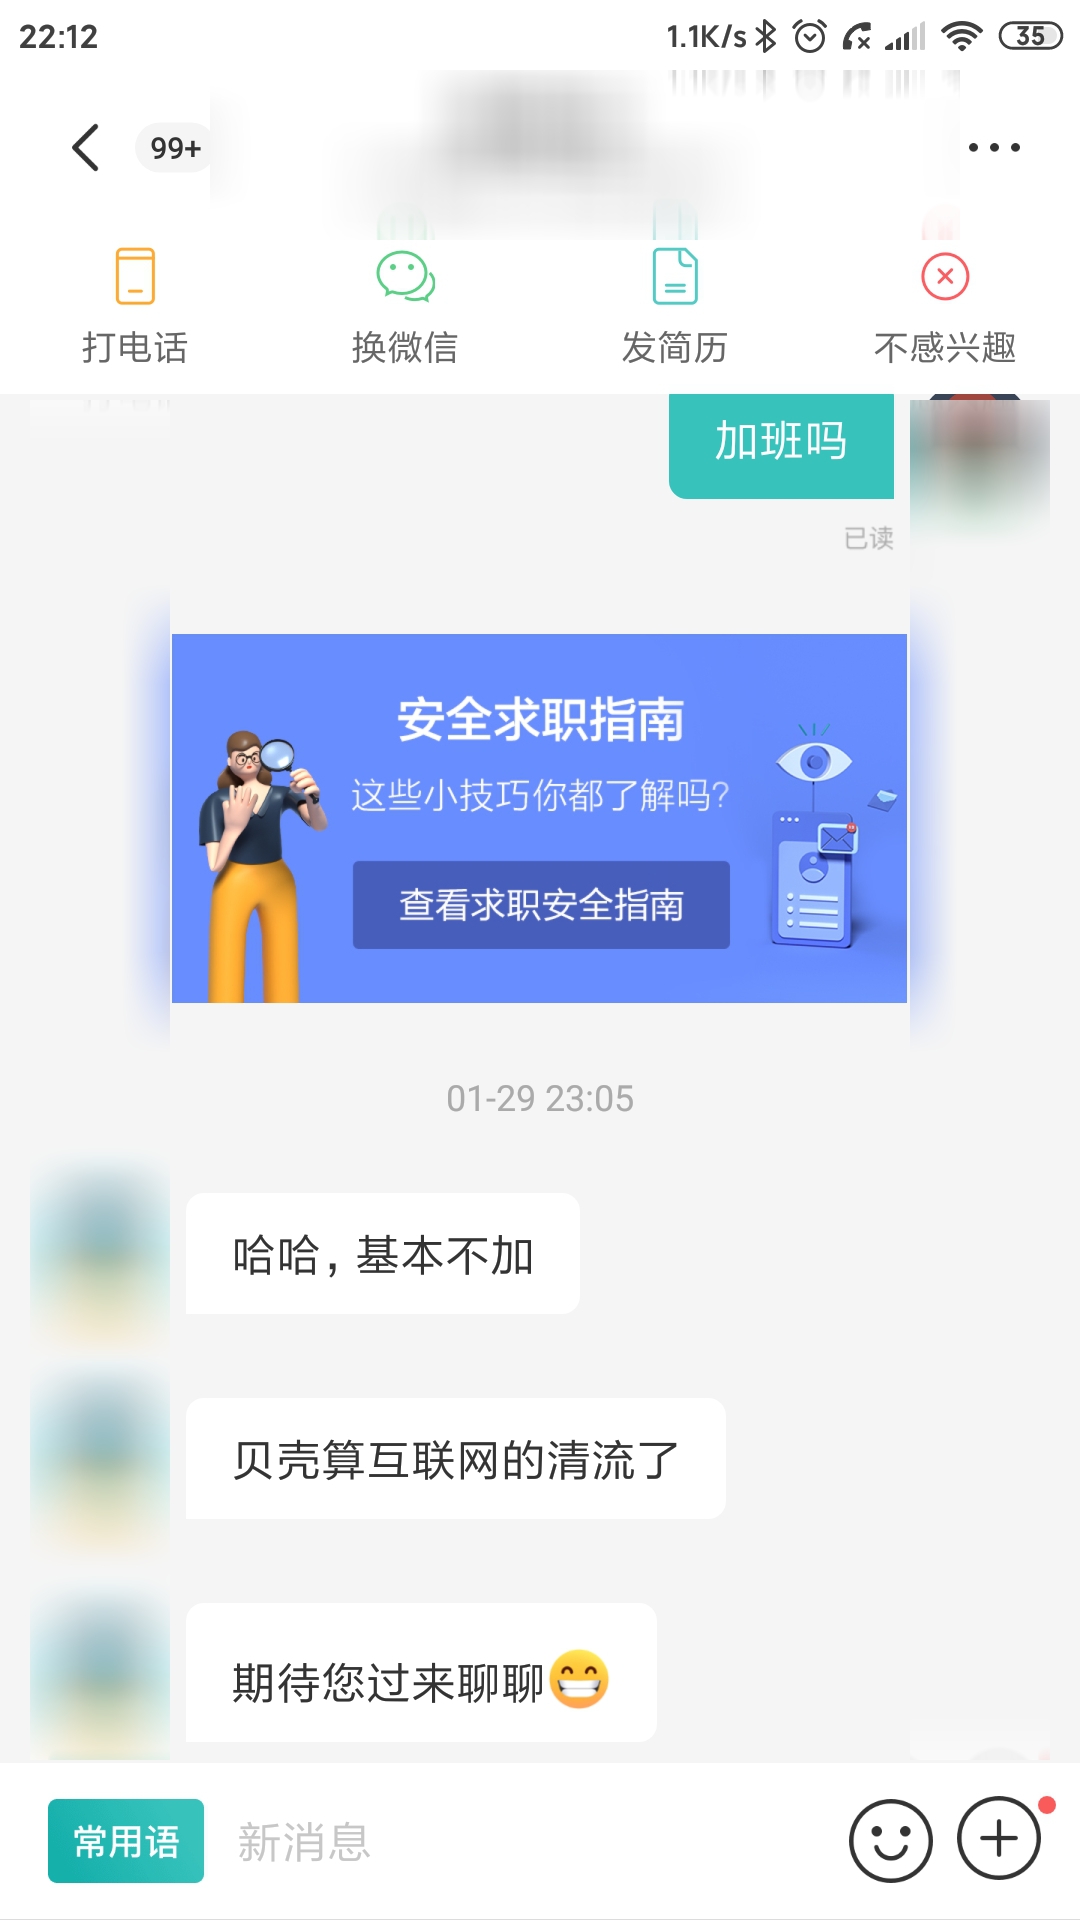 22:12
1.1K/s
35
99+
打电话
换微信
发简历
不感兴趣
加班吗
已读
安全求职指南
这些小技巧你都了解吗?
查看求职安全指南
01-29 23:05
哈哈，基本不加
贝壳算互联网的清流了
期待您过来聊聊😁
常用语
新消息